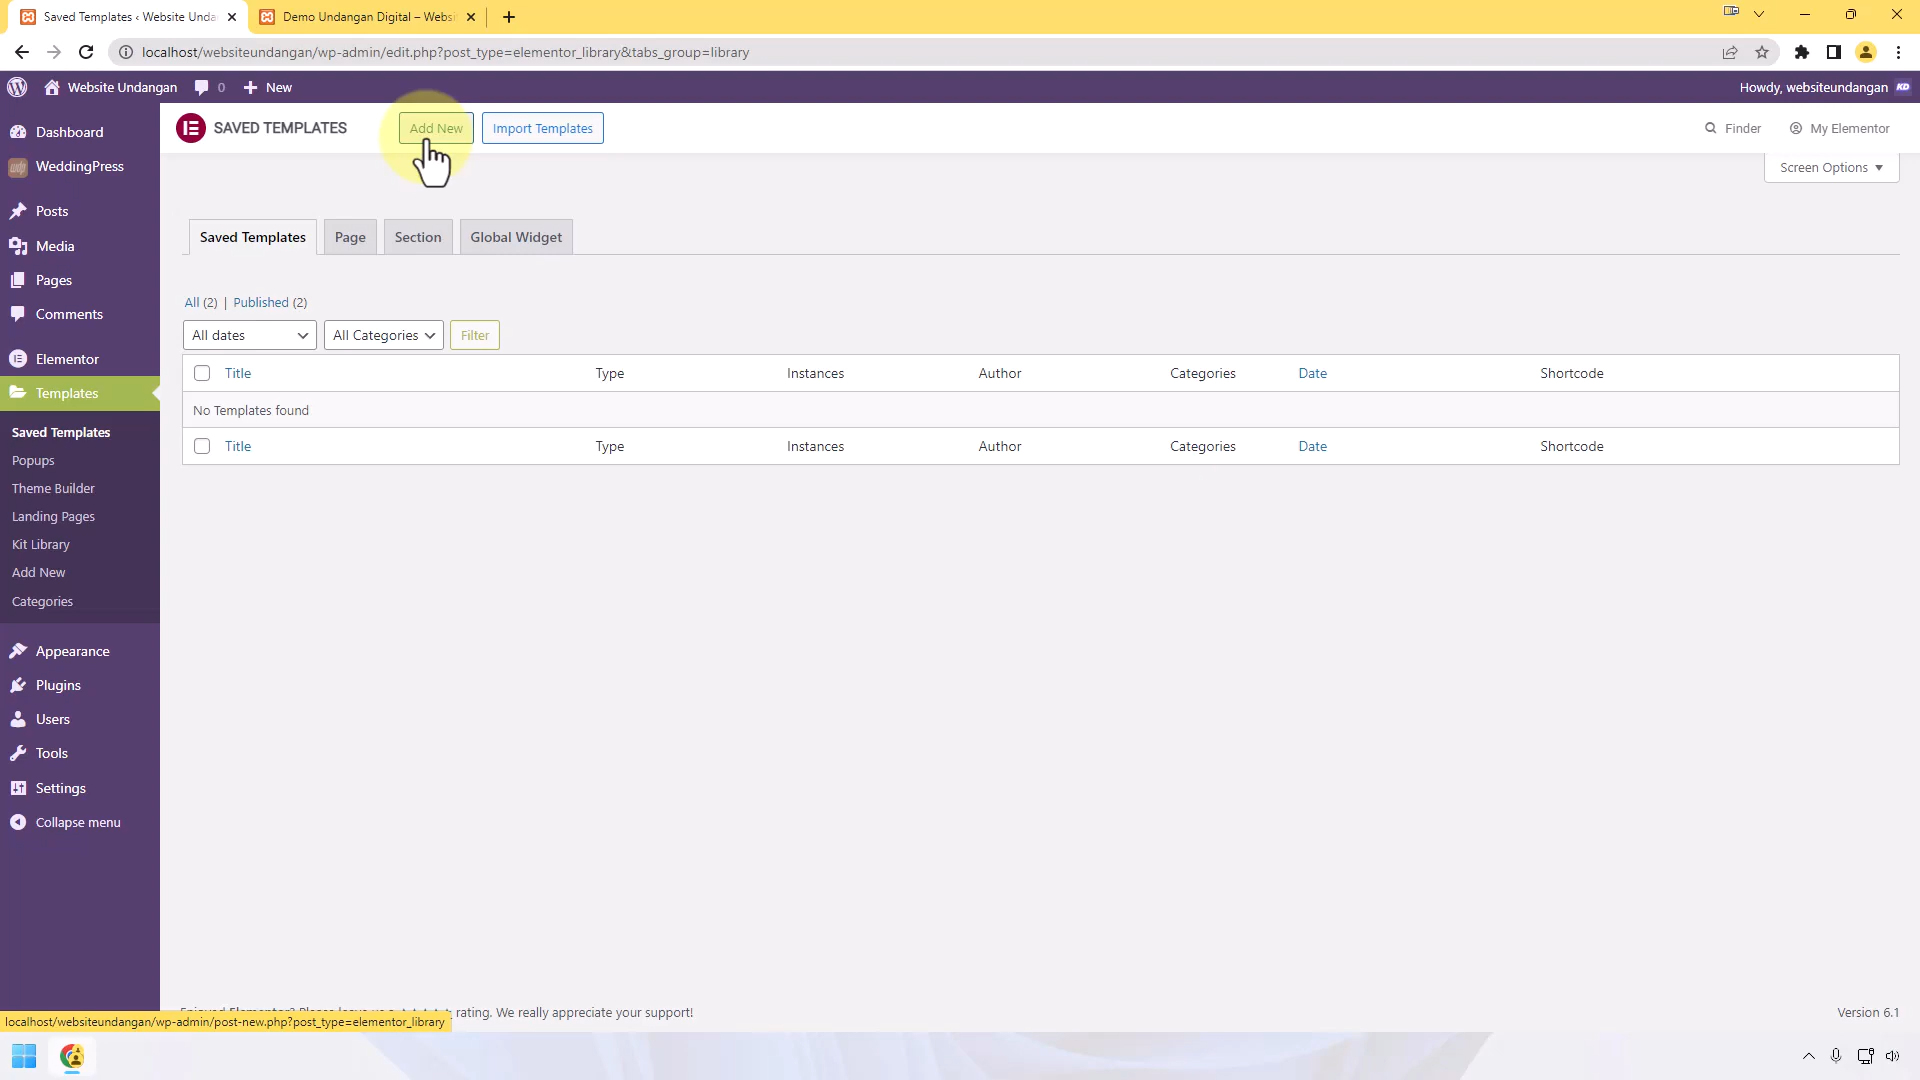 Saved Templates ‹ Website Unda
Demo Undangan Digital – Websi
localhost/websiteundangan/wp-admin/edit.php?post_type=elementor_library&tabs_group=library
Website Undangan
0
New
Howdy, websiteundangan
KD
Dashboard
WeddingPress
Posts
Media
Pages
Comments
Elementor
Templates
Saved Templates
Popups
Theme Builder
Landing Pages
Kit Library
Add New
Categories
Appearance
Plugins
Users
Tools
Settings
Collapse menu
SAVED TEMPLATES
Add New
Import Templates
Finder
My Elementor
Screen Options
Saved Templates
Page
Section
Global Widget
All (2) | Published (2)
All dates
All Categories
Filter
Title Type Instances Author Categories Date Shortcode
No Templates found
Title Type Instances Author Categories Date Shortcode
rating. We really appreciate your support!
Version 6.1
localhost/websiteundangan/wp-admin/post-new.php?post_type=elementor_library